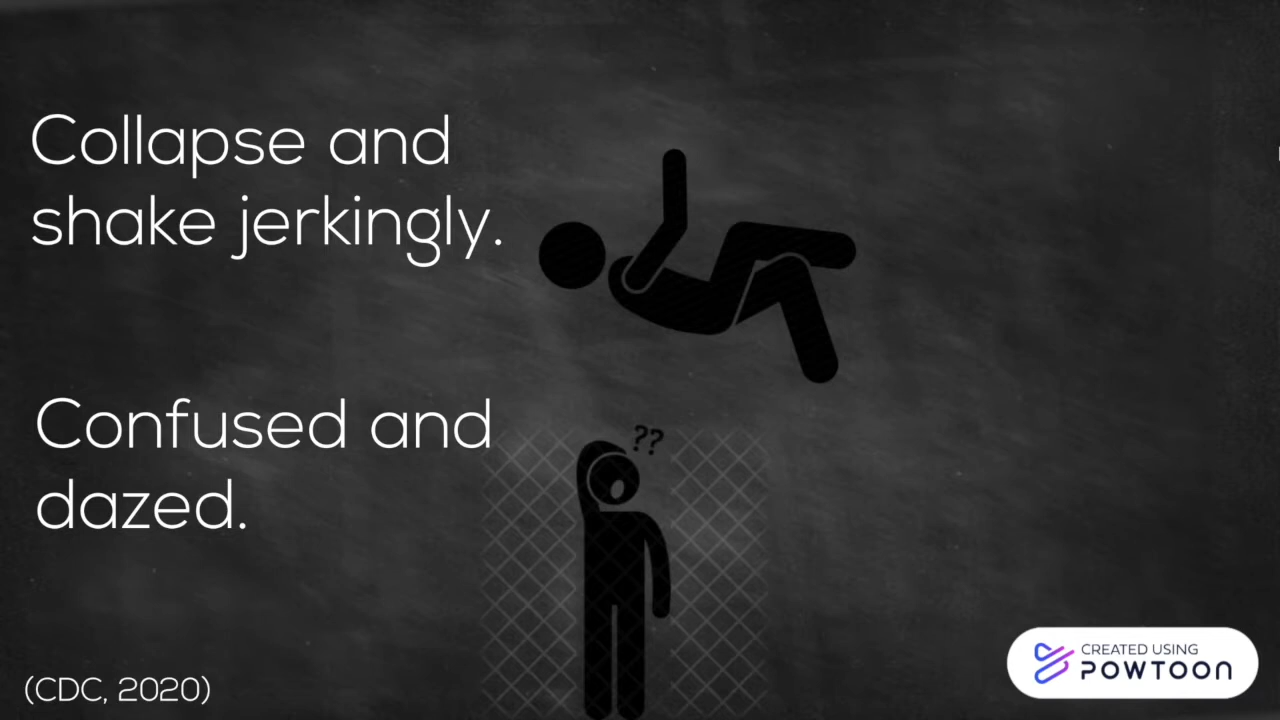 Collapse and
shake jerkingly.
??
Confused and
dazed.
(CDC, 2020)
CREATED USING
POWTOON